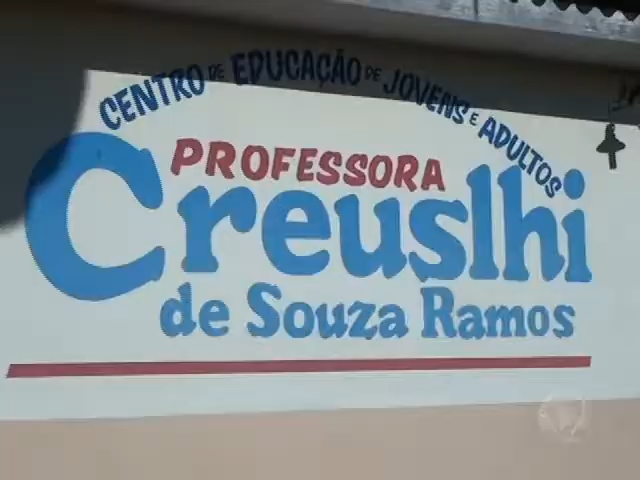 CENTRO DE EDUCAÇÃO DE JOVENS E ADULTOS
PROFESSORA
Creuslhi
de Souza Ramos